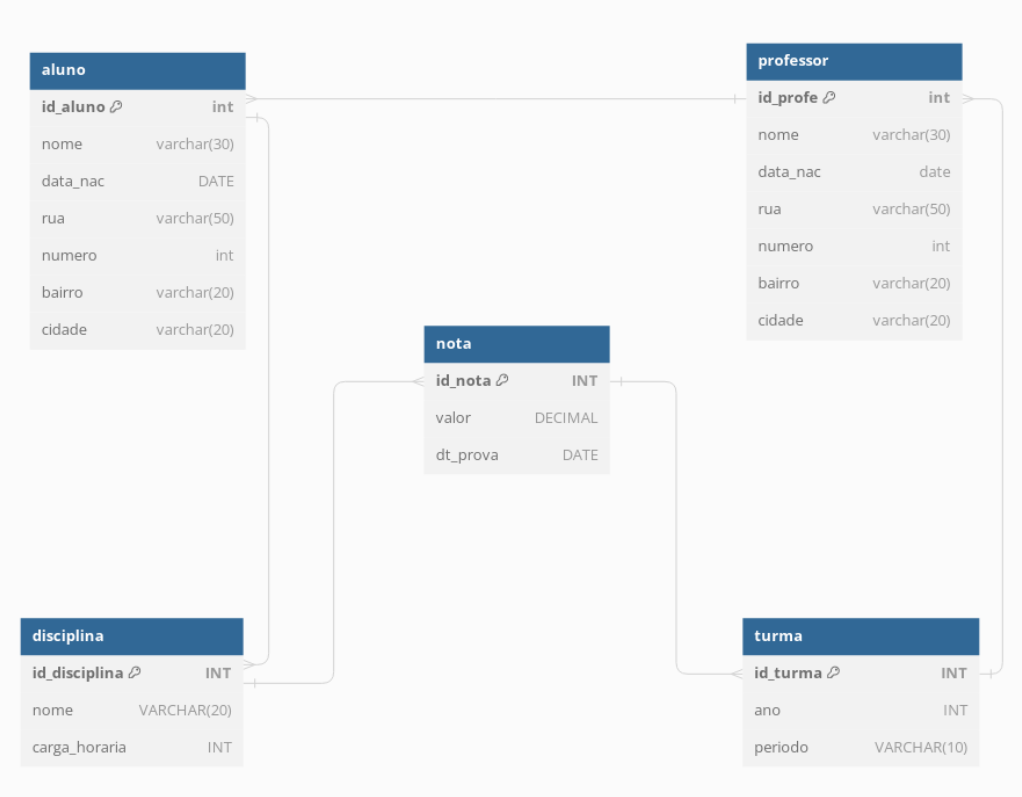 aluno
id_aluno int
nome varchar(30)
data_nac DATE
rua varchar(50)
numero int
bairro varchar(20)
cidade varchar(20)
professor
id_profe int
nome varchar(30)
data_nac date
rua varchar(50)
numero int
bairro varchar(20)
cidade varchar(20)
nota
id_nota INT
valor DECIMAL
dt_prova DATE
disciplina
id_disciplina INT
nome VARCHAR(20)
carga_horaria INT
turma
id_turma INT
ano INT
periodo VARCHAR(10)